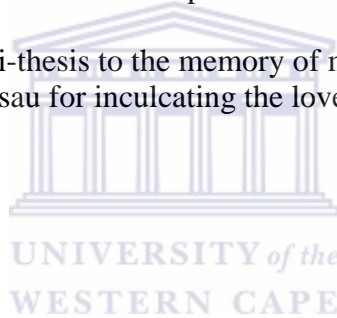 i-thesis to the memory of
sau for inculcating the love
UNIVERSITY of the
WESTERN CAPE